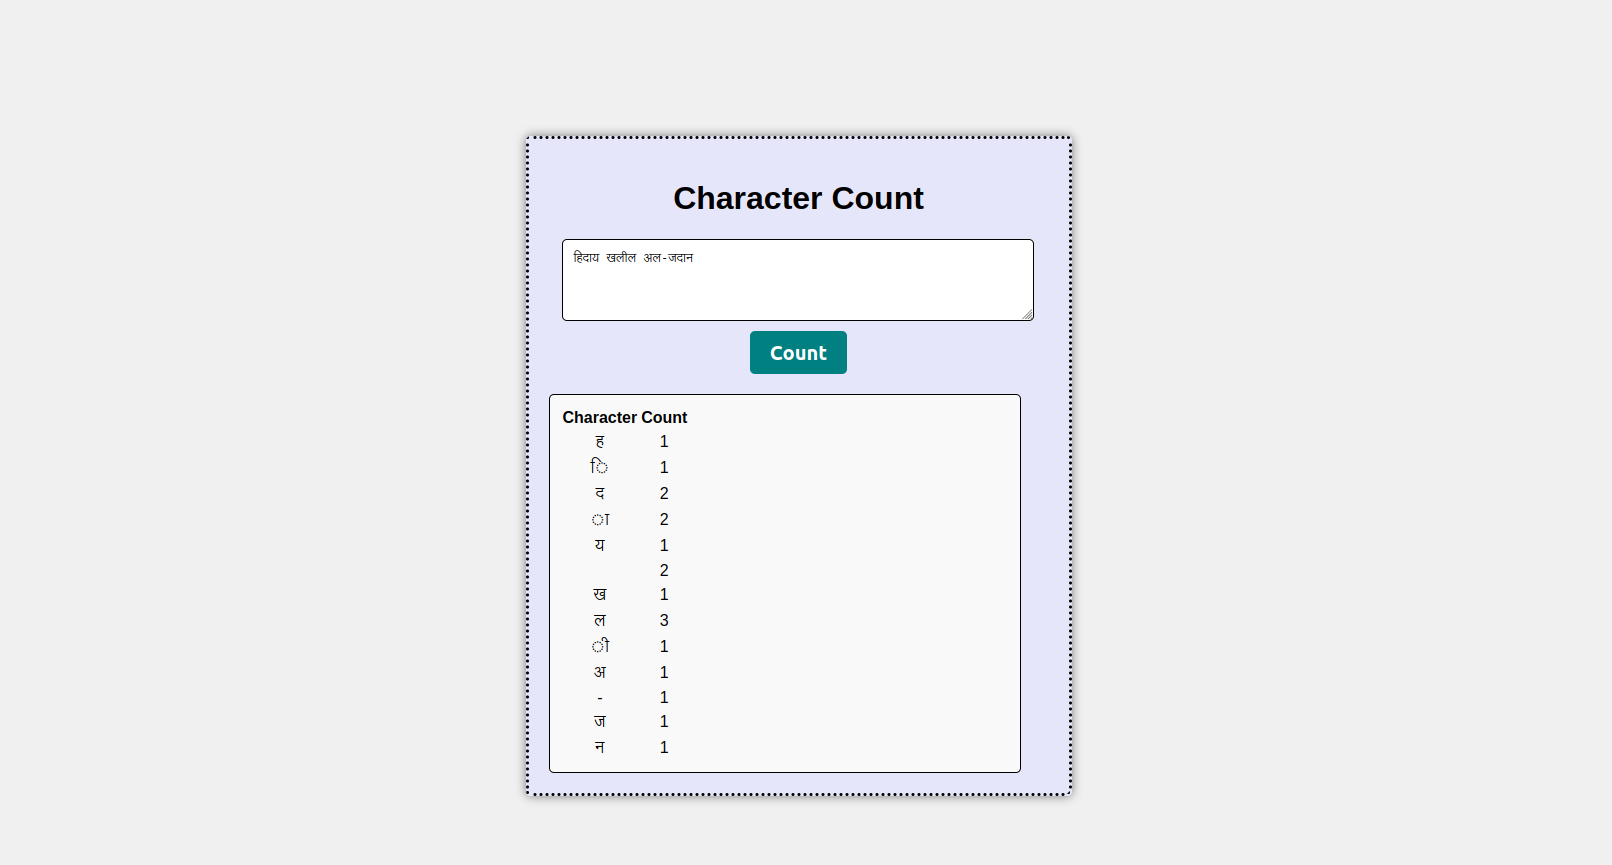 Character Count
हिदाय खलील अल-जदान
Count
Character Count
ह 1
ि 1
द 2
ा 2
य 1
2
ख 1
ल 3
ी 1
अ 1
- 1
ज 1
न 1